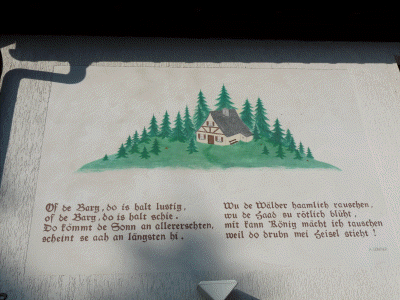 Of de Barg, do is halt lustig,
of de Barg, do is halt schie.
Do kömmt de Sonn an allererschten,
scheint se aah an längsten hi.
Wu de Wälder haamlich rauschen,
wu de Haad su rötlich blüht,
mit kann König mächt ich tauschen
weil do drubn mei Heisel stieht!